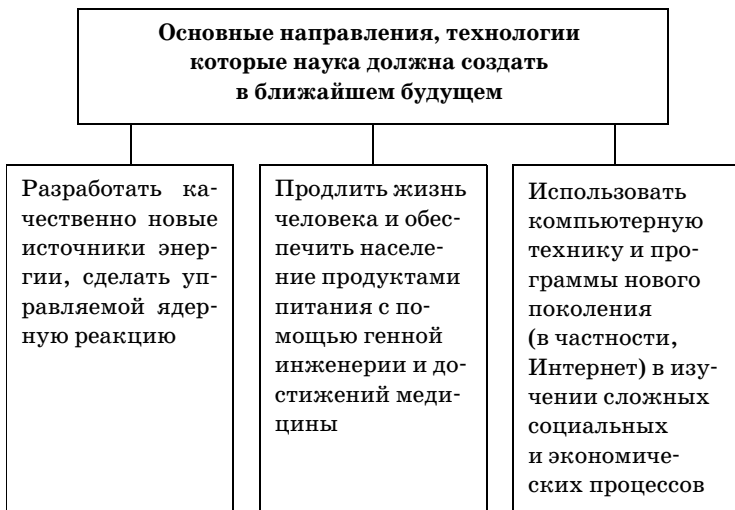 Основные направления, технологии
которые наука должна создать
в ближайшем будущем
Разработать ка-
чественно новые
источники энер-
гии, сделать уп-
равляемой ядер-
ную реакцию
Продлить жизнь
человека и обес-
печить населе-
ние продуктами
питания с по-
мощью генной
инженерии и до-
стижений меди-
цины
Использовать
компьютерную
технику и про-
граммы нового
поколения
(в частности,
Интернет) в изу-
чении сложных
социальных
и экономиче-
ских процессов